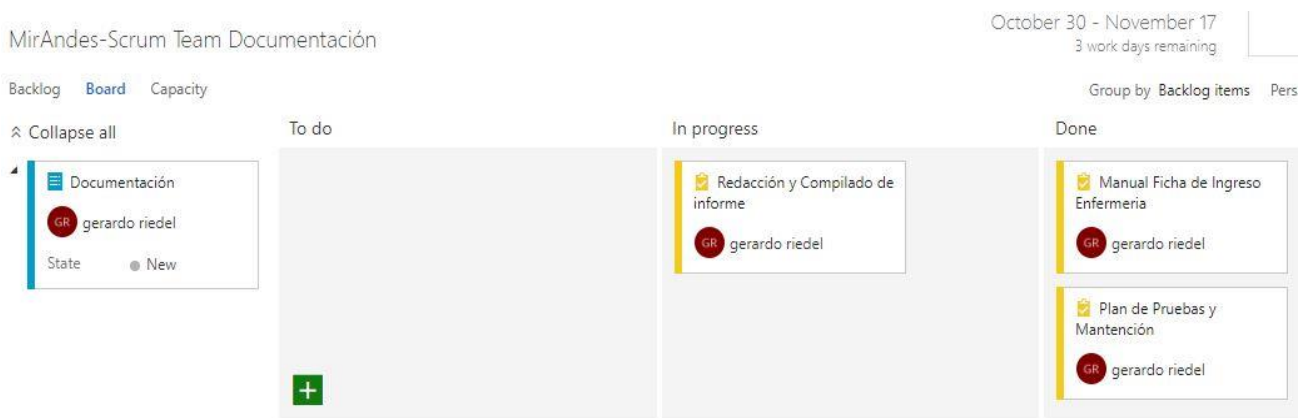 October 30 - November 17
MirAndes-Scrum Team Documentación
3 work days remaining
Backlog Board Capacity
Group by Backlog items Pers
Collapse all
To do
In progress
Done
Documentación
GR gerardo riedel
State New
Redacción y Compilado de
informe
GR gerardo riedel
Manual Ficha de Ingreso
Enfermeria
GR gerardo riedel
Plan de Pruebas y
Mantención
GR gerardo riedel